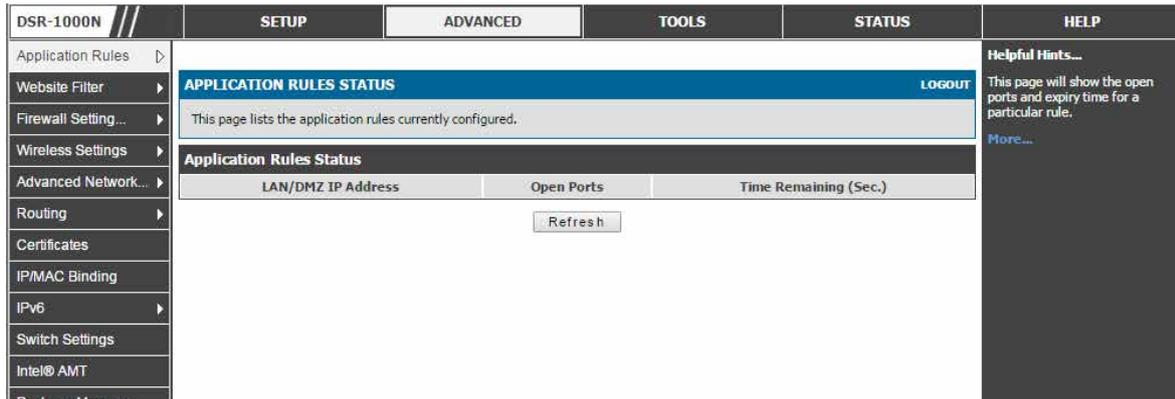 DSR-1000N
SETUP
ADVANCED
TOOLS
STATUS
HELP
Application Rules
Website Filter
Firewall Setting...
Wireless Settings
Advanced Network...
Routing
Certificates
IP/MAC Binding
IPv6
Switch Settings
Intel® AMT
APPLICATION RULES STATUS
LOGOUT
This page lists the application rules currently configured.
Application Rules Status
LAN/DMZ IP Address
Open Ports
Time Remaining (Sec.)
Refresh
Helpful Hints...
This page will show the open
ports and expiry time for a
particular rule.
More...